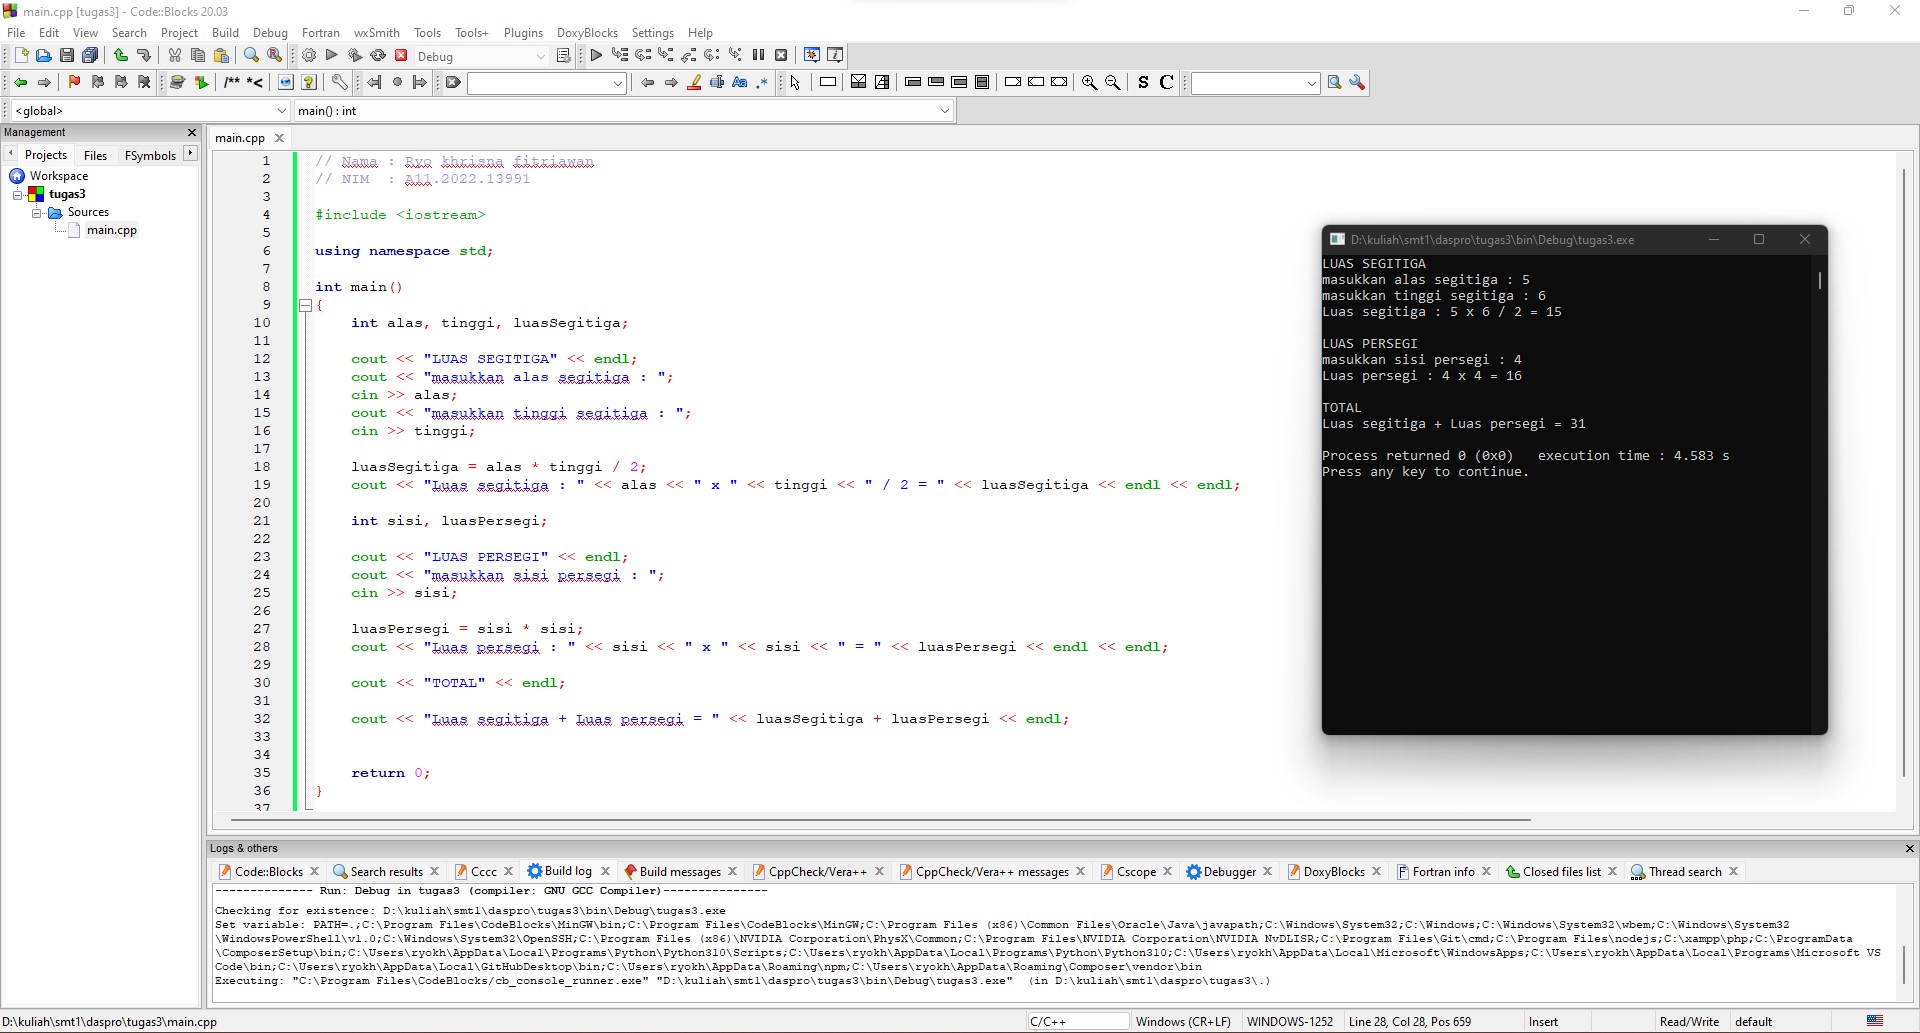 main.cpp [tugas3] - Code::Blocks 20.03
File Edit View Search Project Build Debug Fortran wxSmith Tools Tools+ Plugins DoxyBlocks Settings Help
Debug
/** *<
Aa .*
S C
<global> main() : int
Management
Projects Files FSymbols
Workspace
tugas3
Sources
main.cpp
main.cpp
1 // Nama : Ryo khrisna fitriawan
2 // NIM : A11.2022.13991
3
4 #include <iostream>
5
6 using namespace std;
7
8 int main()
9 {
10 int alas, tinggi, luasSegitiga;
11
12 cout << "LUAS SEGITIGA" << endl;
13 cout << "masukkan alas segitiga : ";
14 cin >> alas;
15 cout << "masukkan tinggi segitiga : ";
16 cin >> tinggi;
17
18 luasSegitiga = alas * tinggi / 2;
19 cout << "Luas segitiga : " << alas << " x " << tinggi << " / 2 = " << luasSegitiga << endl << endl;
20
21 int sisi, luasPersegi;
22
23 cout << "LUAS PERSEGI" << endl;
24 cout << "masukkan sisi persegi : ";
25 cin >> sisi;
26
27 luasPersegi = sisi * sisi;
28 cout << "Luas persegi : " << sisi << " x " << sisi << " = " << luasPersegi << endl << endl;
29
30 cout << "TOTAL" << endl;
31
32 cout << "Luas segitiga + Luas persegi = " << luasSegitiga + luasPersegi << endl;
33
34
35 return 0;
36 }
37
D:\kuliah\smt1\daspro\tugas3\bin\Debug\tugas3.exe
LUAS SEGITIGA
masukkan alas segitiga : 5
masukkan tinggi segitiga : 6
Luas segitiga : 5 x 6 / 2 = 15
LUAS PERSEGI
masukkan sisi persegi : 4
Luas persegi : 4 x 4 = 16
TOTAL
Luas segitiga + Luas persegi = 31
Process returned 0 (0x0) execution time : 4.583 s
Press any key to continue.
Logs & others
Code::Blocks Search results Cccc Build log Build messages CppCheck/Vera++ CppCheck/Vera++ messages Cscope Debugger DoxyBlocks Fortran info Closed files list Thread search
-------------- Run: Debug in tugas3 (compiler: GNU GCC Compiler)---------------
Checking for existence: D:\kuliah\smt1\daspro\tugas3\bin\Debug\tugas3.exe
Set variable: PATH=.;C:\Program Files\CodeBlocks\MinGW\bin;C:\Program Files\CodeBlocks\MinGW;C:\Program Files (x86)\Common Files\Oracle\Java\javapath;C:\Windows\System32;C:\Windows;C:\Windows\System32\wbem;C:\Windows\System32
\WindowsPowerShell\v1.0;C:\Windows\System32\OpenSSH;C:\Program Files (x86)\NVIDIA Corporation\PhysX\Common;C:\Program Files\NVIDIA Corporation\NVIDIA NvDLISR;C:\Program Files\Git\cmd;C:\Program Files\nodejs;C:\xampp\php;C:\ProgramData
\ComposerSetup\bin;C:\Users\ryokh\AppData\Local\Programs\Python\Python310\Scripts;C:\Users\ryokh\AppData\Local\Programs\Python\Python310;C:\Users\ryokh\AppData\Local\Microsoft\WindowsApps;C:\Users\ryokh\AppData\Local\Programs\Microsoft VS
Code\bin;C:\Users\ryokh\AppData\Local\GitHubDesktop\bin;C:\Users\ryokh\AppData\Roaming\npm;C:\Users\ryokh\AppData\Roaming\Composer\vendor\bin
Executing: "C:\Program Files\CodeBlocks/cb_console_runner.exe" "D:\kuliah\smt1\daspro\tugas3\bin\Debug\tugas3.exe" (in D:\kuliah\smt1\daspro\tugas3\.)
D:\kuliah\smt1\daspro\tugas3\main.cpp C/C++ Windows (CR+LF) WINDOWS-1252 Line 28, Col 28, Pos 659 Insert Read/Write default